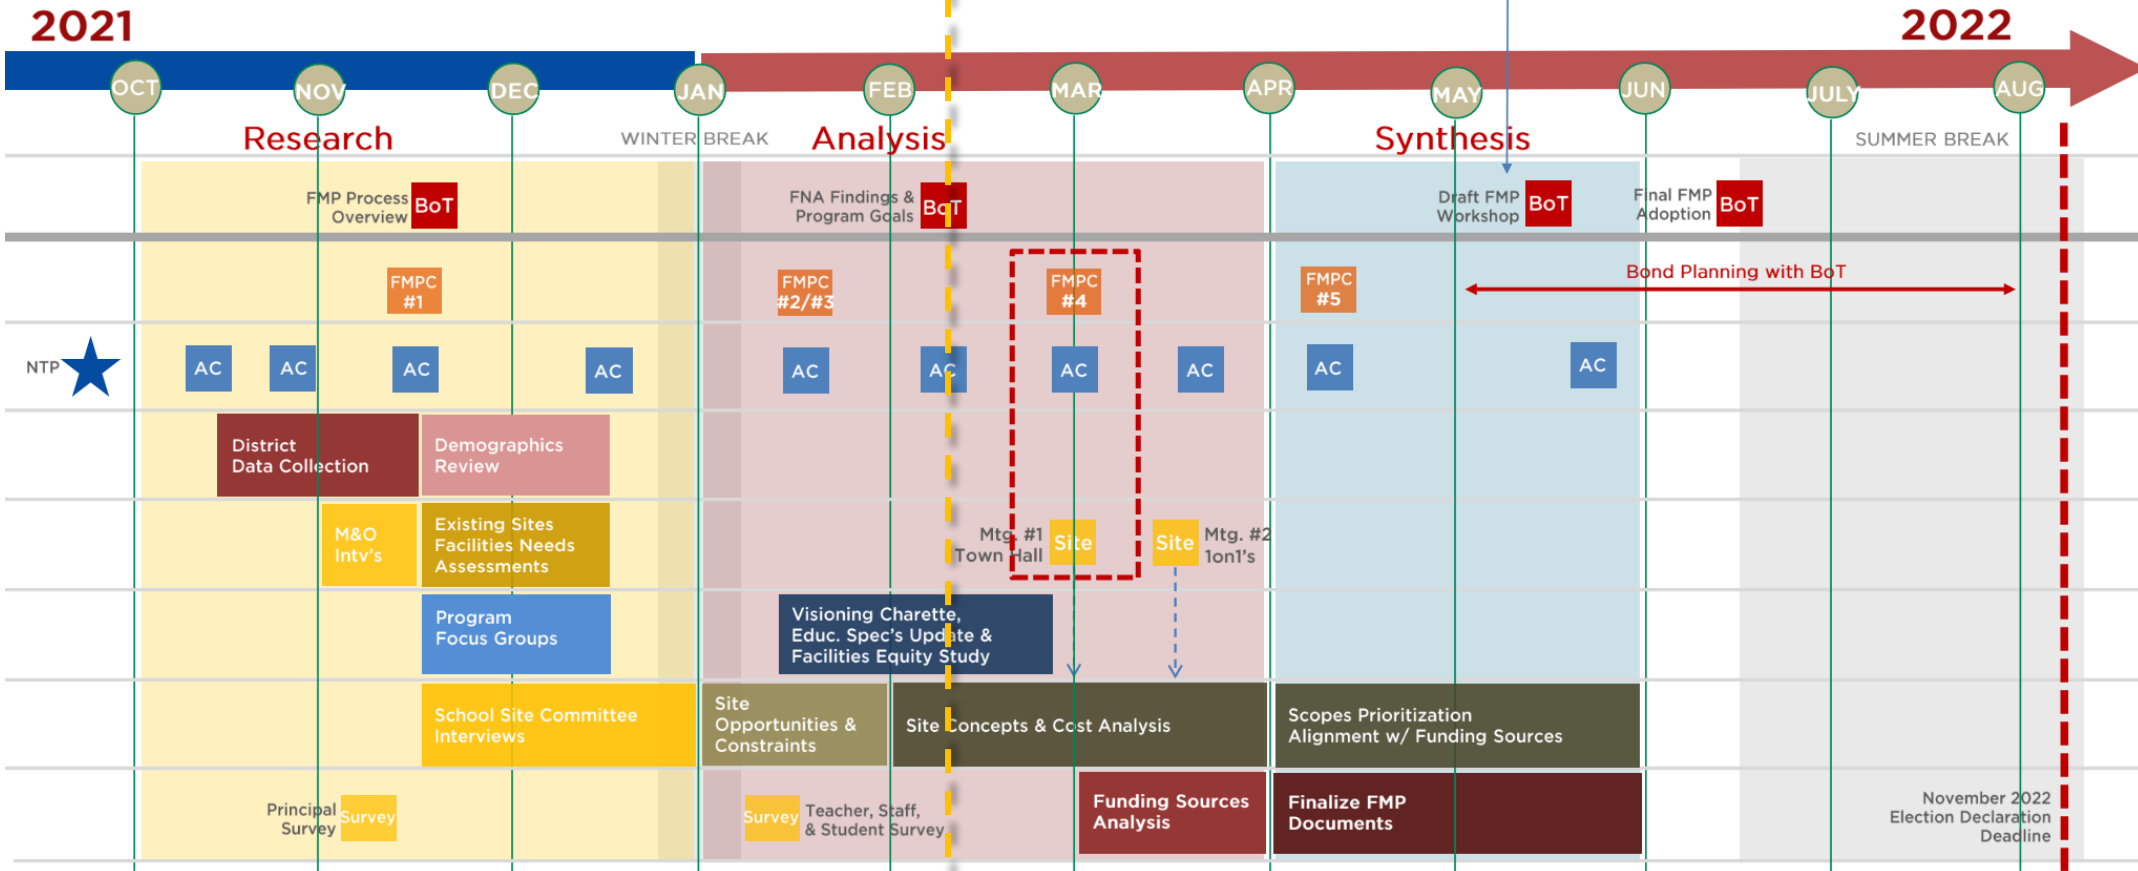 2021
2022
OCT
NOV
DEC
JAN
FEB
MAR
APR
MAY
JUN
JULY
AUG
Research
WINTER BREAK
Analysis
Synthesis
SUMMER BREAK
FMP Process
Overview
BoT
FNA Findings &
Program Goals
BoT
Draft FMP
Workshop
BoT
Final FMP
Adoption
BoT
FMPC
#1
FMPC
#2/#3
FMPC
#4
FMPC
#5
Bond Planning with BoT
NTP
AC
AC
AC
AC
AC
AC
AC
AC
AC
AC
District
Data Collection
Demographics
Review
M&O
Intv's
Existing Sites
Facilities Needs
Assessments
Mtg. #1
Town Hall
Site
Site
Mtg. #2
1on1's
Program
Focus Groups
Visioning Charette,
Educ. Spec's Update &
Facilities Equity Study
School Site Committee
Interviews
Site
Opportunities &
Constraints
Site Concepts & Cost Analysis
Scopes Prioritization
Alignment w/ Funding Sources
Principal
Survey
Survey
Survey
Teacher, Staff,
& Student Survey
Funding Sources
Analysis
Finalize FMP
Documents
November 2022
Election Declaration
Deadline